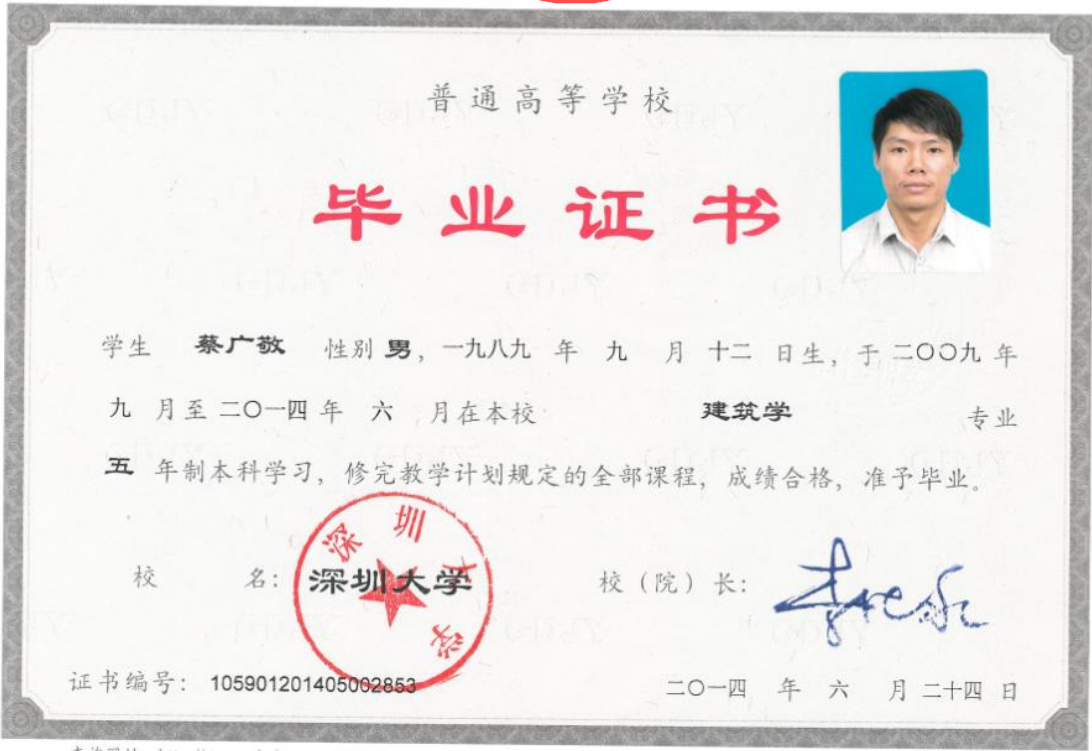 普通高等学校
毕业证书
学生 蔡广敬 性别 男，一九八九 年 九 月 十二 日生，于 二〇〇九 年
九 月至 二〇一四 年 六 月在本校 建筑学 专业
五 年制本科学习，修完教学计划规定的全部课程，成绩合格，准予毕业。
校 名：深圳大学
深圳大学
校（院）长：
证书编号：105901201405002853
二〇一四 年 六 月 二十四 日